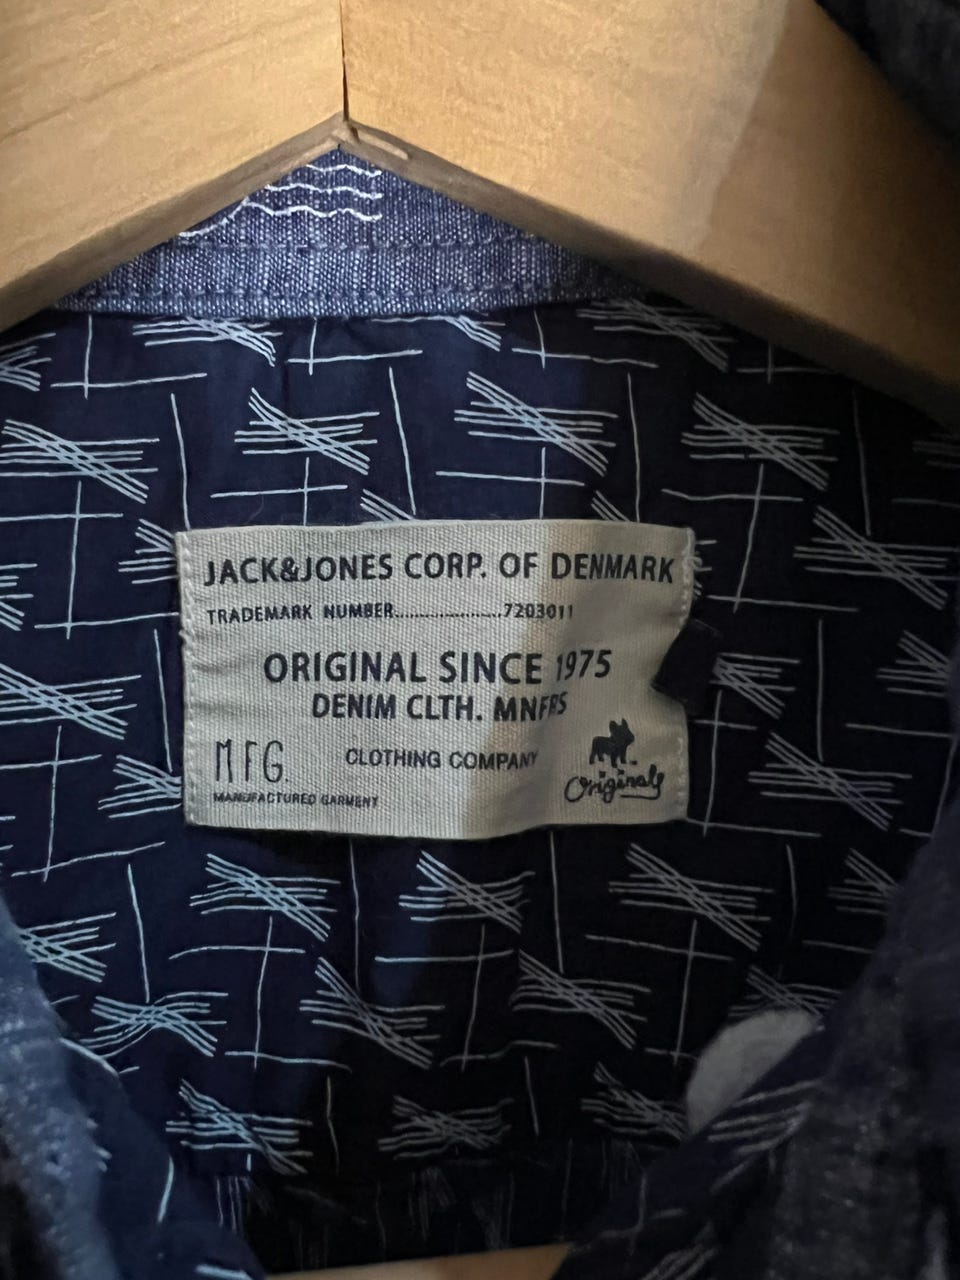 JACK&JONES CORP. OF DENMARK
TRADEMARK NUMBER.....................7203011
ORIGINAL SINCE 1975
DENIM CLTH. MNFRS
MFG. CLOTHING COMPANY
MANUFACTURED GARMENT
Originals